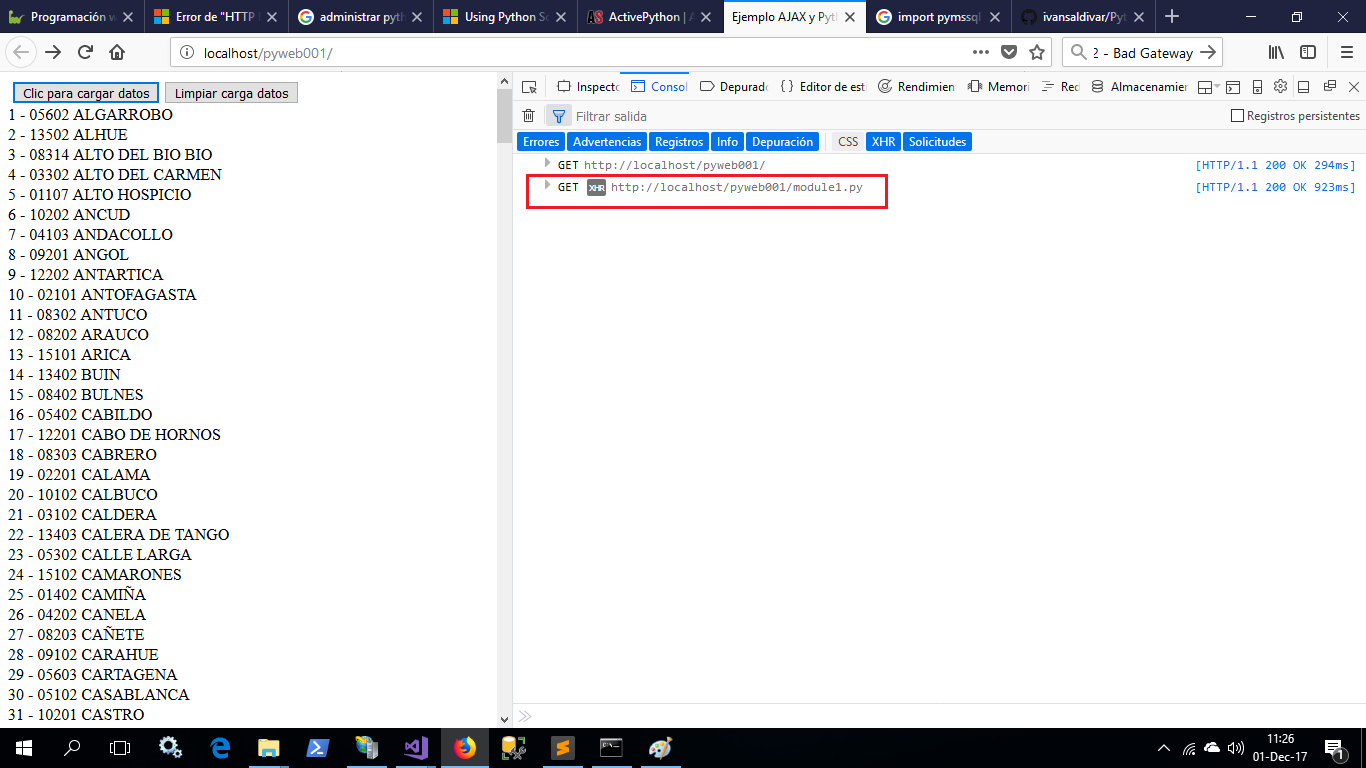 Programación w
Error de "HTTP
administrar pyth
Using Python Sc
ActivePython | A
Ejemplo AJAX y Pyth
import pymssql
ivansaldivar/Pyt
localhost/pyweb001/
2 - Bad Gateway
Clic para cargar datos
Limpiar carga datos
1 - 05602 ALGARROBO
2 - 13502 ALHUE
3 - 08314 ALTO DEL BIO BIO
4 - 03302 ALTO DEL CARMEN
5 - 01107 ALTO HOSPICIO
6 - 10202 ANCUD
7 - 04103 ANDACOLLO
8 - 09201 ANGOL
9 - 12202 ANTARTICA
10 - 02101 ANTOFAGASTA
11 - 08302 ANTUCO
12 - 08202 ARAUCO
13 - 15101 ARICA
14 - 13402 BUIN
15 - 08402 BULNES
16 - 05402 CABILDO
17 - 12201 CABO DE HORNOS
18 - 08303 CABRERO
19 - 02201 CALAMA
20 - 10102 CALBUCO
21 - 03102 CALDERA
22 - 13403 CALERA DE TANGO
23 - 05302 CALLE LARGA
24 - 15102 CAMARONES
25 - 01402 CAMIÑA
26 - 04202 CANELA
27 - 08203 CAÑETE
28 - 09102 CARAHUE
29 - 05603 CARTAGENA
30 - 05102 CASABLANCA
31 - 10201 CASTRO
Inspecto
Consol
Depurado
{ } Editor de est
Rendimien
Memori
Red
Almacenamien
Filtrar salida
Registros persistentes
Errores
Advertencias
Registros
Info
Depuración
CSS
XHR
Solicitudes
GET http://localhost/pyweb001/ [HTTP/1.1 200 OK 294ms]
GET XHR http://localhost/pyweb001/module1.py [HTTP/1.1 200 OK 923ms]
11:26
01-Dec-17
1